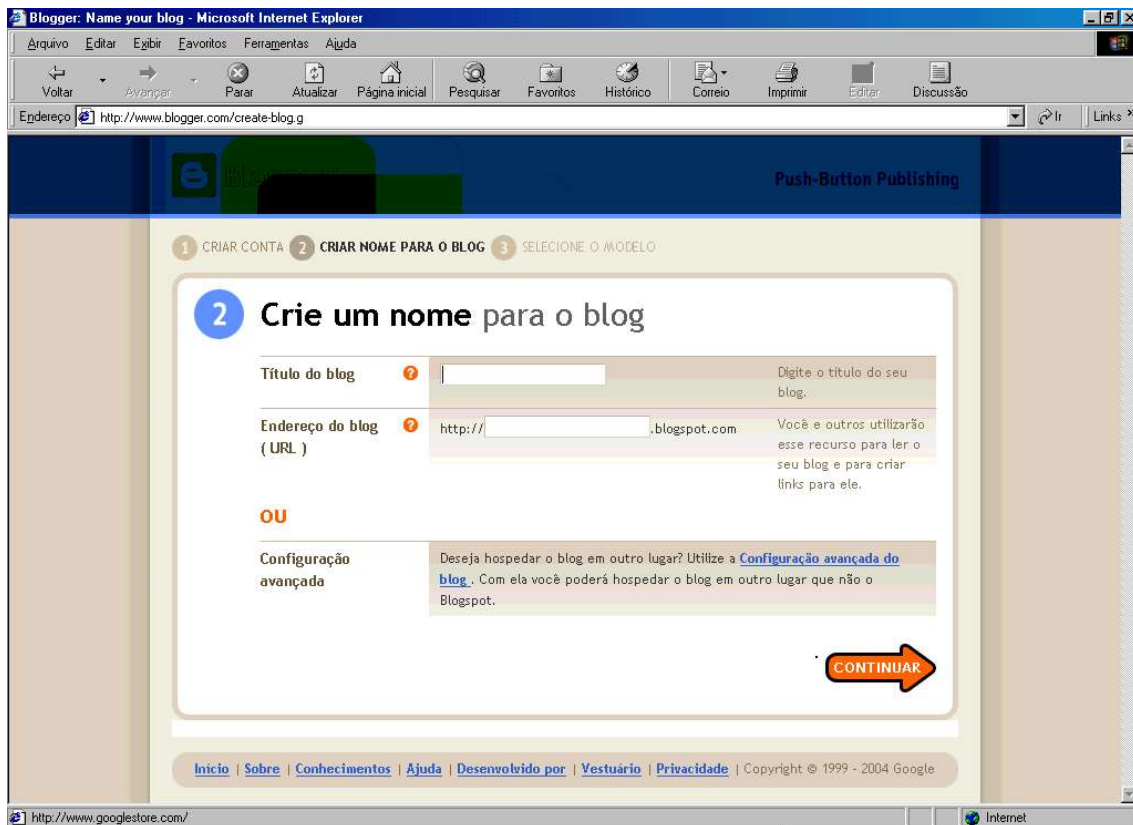 Blogger: Name your blog - Microsoft Internet Explorer
Arquivo Editar Exibir Favoritos Ferramentas Ajuda
Voltar Avançar Parar Atualizar Página inicial Pesquisar Favoritos Histórico Correio Imprimir Editar Discussão
Endereço http://www.blogger.com/create-blog.g Ir Links »
Push-Button Publishing
1 CRIAR CONTA 2 CRIAR NOME PARA O BLOG 3 SELECIONE O MODELO
2 Crie um nome para o blog
Título do blog ? Digite o título do seu
blog.
Endereço do blog ? http:// .blogspot.com Você e outros utilizarão
( URL ) esse recurso para ler o
seu blog e para criar
links para ele.
OU
Configuração Deseja hospedar o blog em outro lugar? Utilize a Configuração avançada do
avançada blog . Com ela você poderá hospedar o blog em outro lugar que não o
Blogspot.
CONTINUAR
Início | Sobre | Conhecimentos | Ajuda | Desenvolvido por | Vestuário | Privacidade | Copyright © 1999 - 2004 Google
http://www.googlestore.com/ Internet